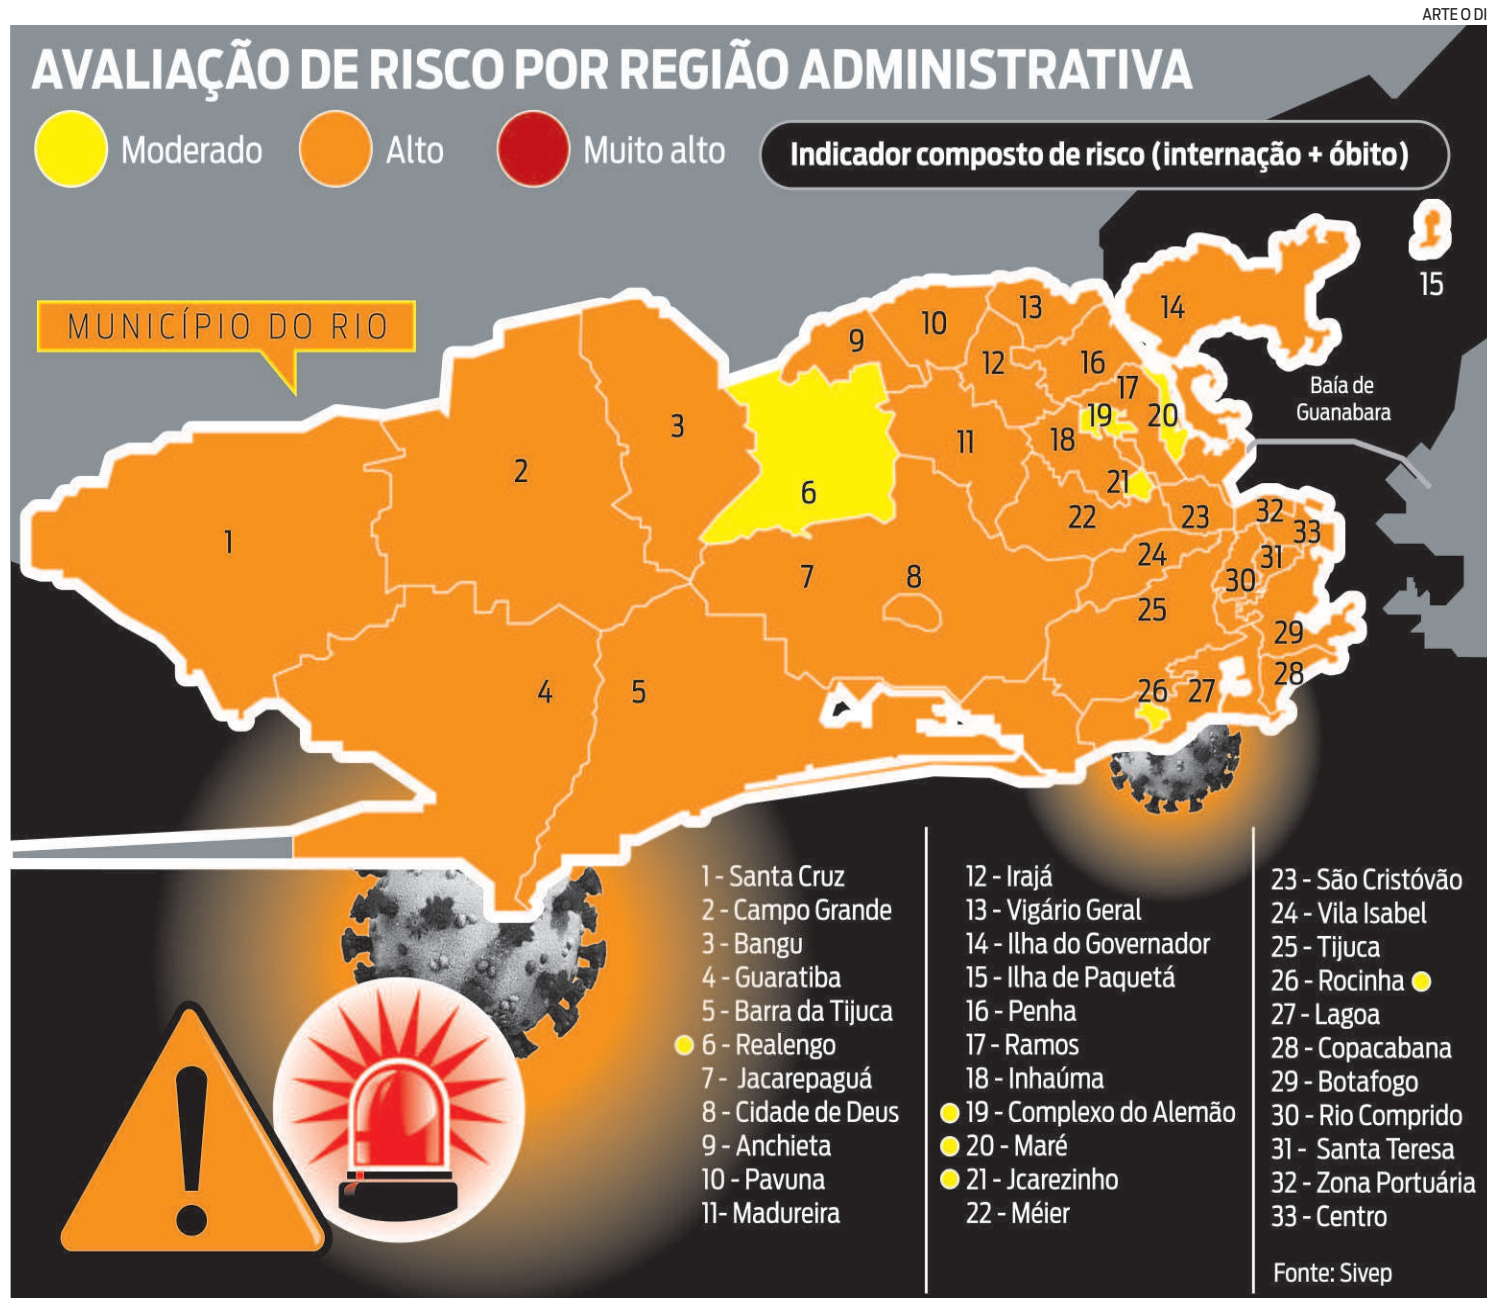 ARTE O DI
AVALIAÇÃO DE RISCO POR REGIÃO ADMINISTRATIVA
Moderado
Alto
Muito alto
Indicador composto de risco (internação + óbito)
MUNICÍPIO DO RIO
Baía de
Guanabara
1
2
3
4
5
6
7
8
9
10
11
12
13
14
15
16
17
18
19
20
21
22
23
24
25
26
27
28
29
30
31
32
33
1 - Santa Cruz
2 - Campo Grande
3 - Bangu
4 - Guaratiba
5 - Barra da Tijuca
6 - Realengo
7 - Jacarepaguá
8 - Cidade de Deus
9 - Anchieta
10 - Pavuna
11- Madureira
12 - Irajá
13 - Vigário Geral
14 - Ilha do Governador
15 - Ilha de Paquetá
16 - Penha
17 - Ramos
18 - Inhaúma
19 - Complexo do Alemão
20 - Maré
21 - Jcarezinho
22 - Méier
23 - São Cristóvão
24 - Vila Isabel
25 - Tijuca
26 - Rocinha
27 - Lagoa
28 - Copacabana
29 - Botafogo
30 - Rio Comprido
31 - Santa Teresa
32 - Zona Portuária
33 - Centro
Fonte: Sivep